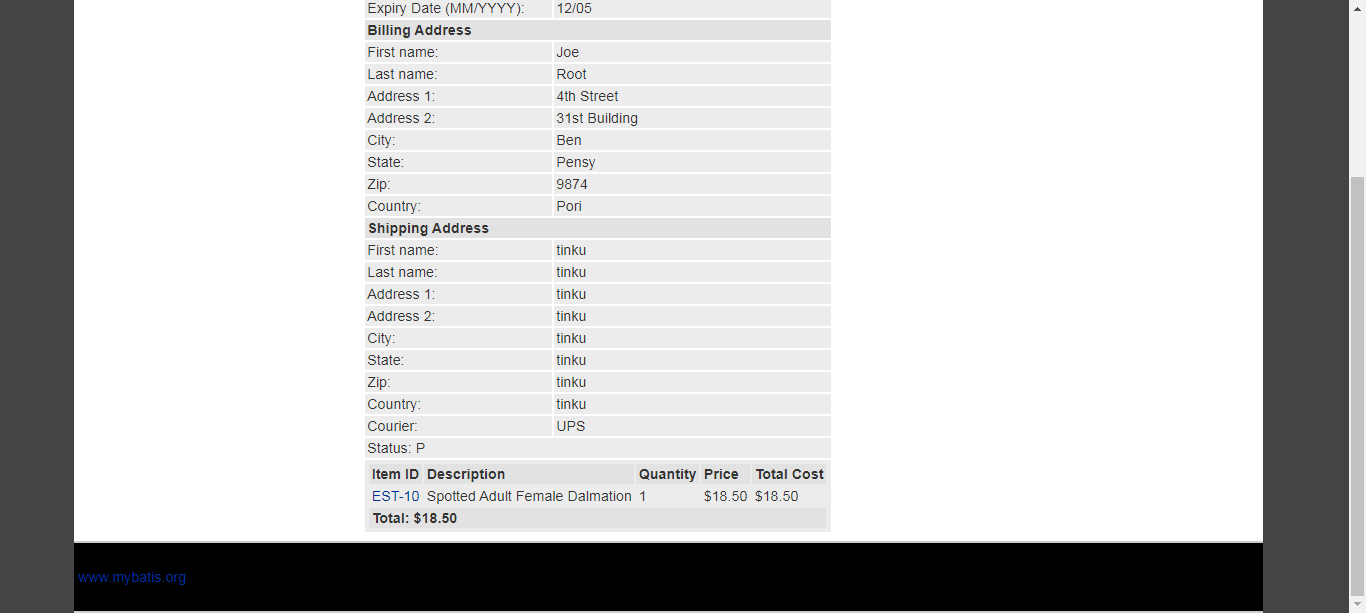 Expiry Date (MM/YYYY): 12/05
Billing Address
First name: Joe
Last name: Root
Address 1: 4th Street
Address 2: 31st Building
City: Ben
State: Pensy
Zip: 9874
Country: Pori
Shipping Address
First name: tinku
Last name: tinku
Address 1: tinku
Address 2: tinku
City: tinku
State: tinku
Zip: tinku
Country: tinku
Courier: UPS
Status: P
Item ID Description Quantity Price Total Cost
EST-10 Spotted Adult Female Dalmation 1 $18.50 $18.50
Total: $18.50
www.mybatis.org